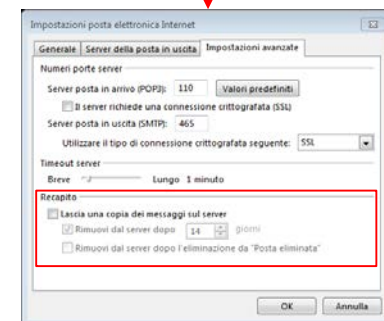 Impostazioni posta elettronica Internet
Generale Server della posta in uscita Impostazioni avanzate
Numeri porte server
Server posta in arrivo (POP3): 110 Valori predefiniti
Il server richiede una connessione crittografata (SSL)
Server posta in uscita (SMTP): 465
Utilizzare il tipo di connessione crittografata seguente: SSL
Timeout server
Breve Lungo 1 minuto
Recapito
Lascia una copia dei messaggi sul server
Rimuovi dal server dopo 14 giorni
Rimuovi dal server dopo l'eliminazione da "Posta eliminata"
OK Annulla